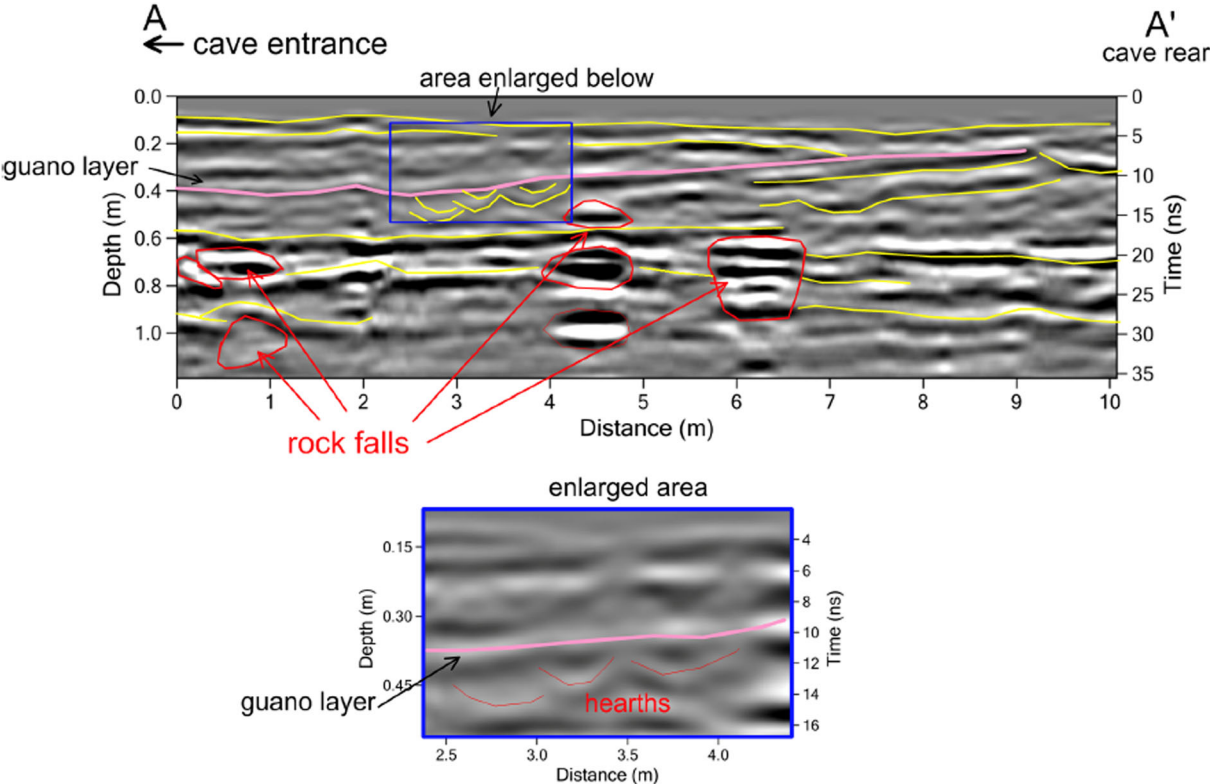 A
A'
cave entrance
cave rear
area enlarged below
0.0
0.2
0.4
0.6
0.8
1.0
Depth (m)
guano layer
0
5
10
15
20
25
30
35
Time (ns)
0 1 2 3 4 5 6 7 8 9 10
Distance (m)
rock falls
enlarged area
0.15
0.30
0.45
Depth (m)
guano layer
hearths
4
6
8
10
12
14
16
Time (ns)
2.5 3.0 3.5 4.0
Distance (m)